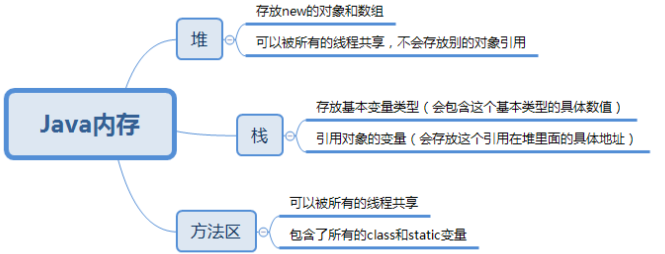 Java内存
堆
存放new的对象和数组
可以被所有的线程共享，不会存放别的对象引用
栈
存放基本变量类型（会包含这个基本类型的具体数值）
引用对象的变量（会存放这个引用在堆里面的具体地址）
方法区
可以被所有的线程共享
包含了所有的class和static变量